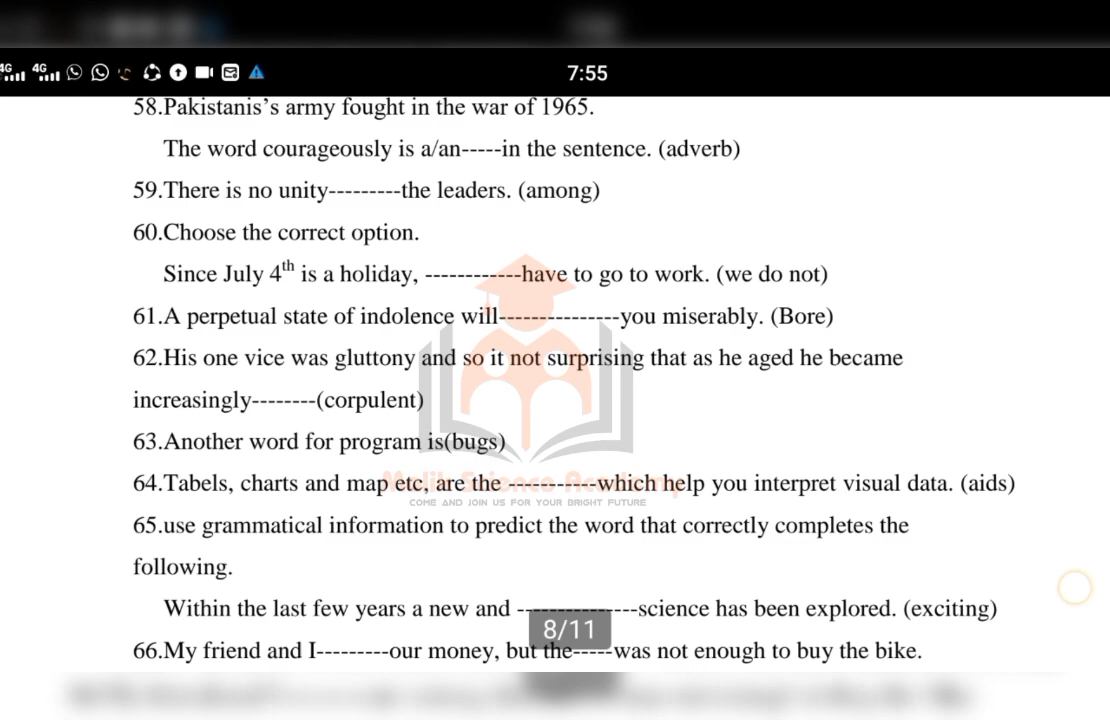 4G 4G 7:55
58.Pakistanis’s army fought in the war of 1965.
The word courageously is a/an-----in the sentence. (adverb)
59.There is no unity---------the leaders. (among)
60.Choose the correct option.
Since July 4th is a holiday, ------------have to go to work. (we do not)
61.A perpetual state of indolence will---------------you miserably. (Bore)
62.His one vice was gluttony and so it not surprising that as he aged he became
increasingly--------(corpulent)
63.Another word for program is(bugs)
Malik Science Academy
64.Tabels, charts and map etc, are the -----------which help you interpret visual data. (aids)
COME AND JOIN US FOR YOUR BRIGHT FUTURE
65.use grammatical information to predict the word that correctly completes the
following.
Within the last few years a new and ---------------science has been explored. (exciting)
8/11
66.My friend and I---------our money, but the-----was not enough to buy the bike.